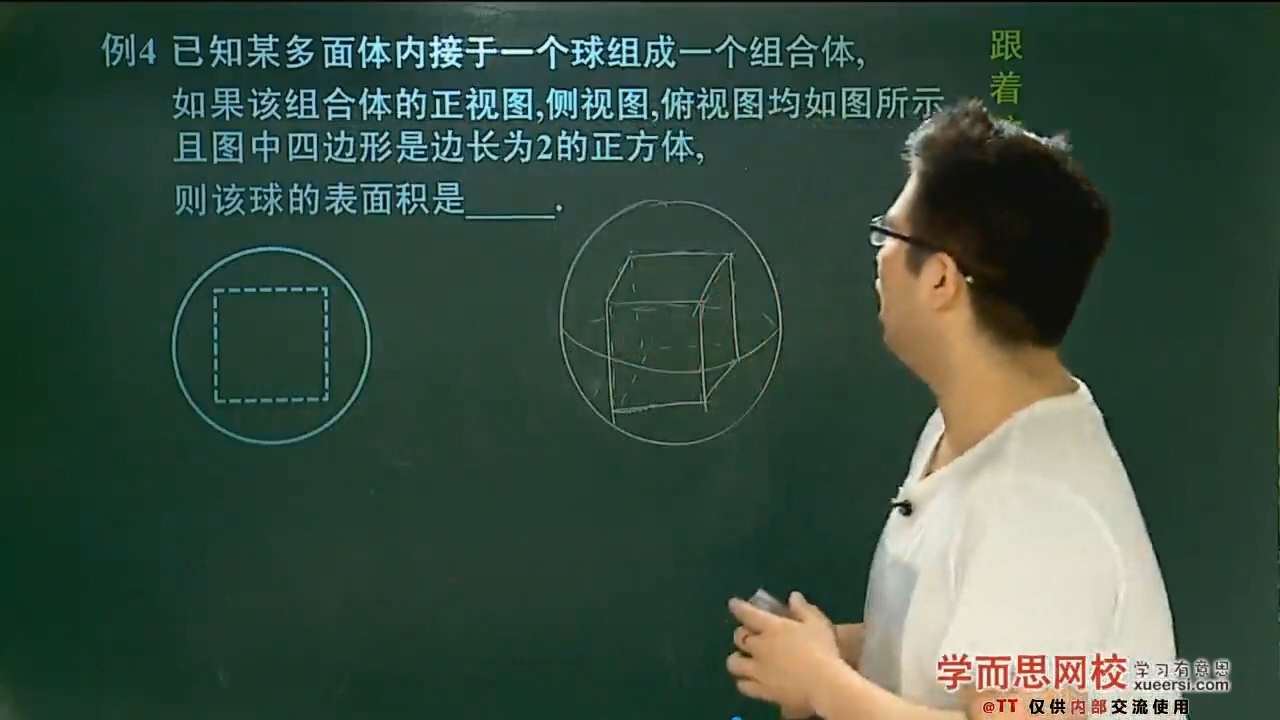 例4 已知某多面体内接于一个球组成一个组合体,
如果该组合体的正视图,侧视图,俯视图均如图所示
且图中四边形是边长为2的正方体,
则该球的表面积是_____.
跟
着
学而思网校 学习有意思
xueersi.com
@TT 仅供内部交流使用